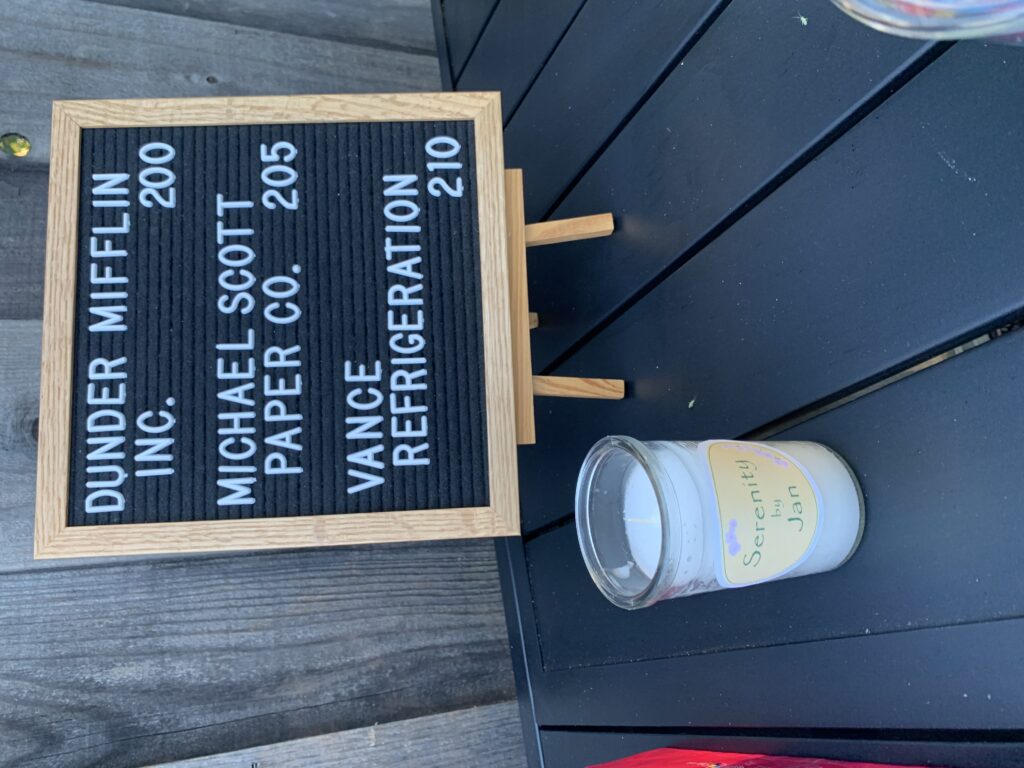 DUNDER MIFFLIN
INC. 200
MICHAEL SCOTT
PAPER CO. 205
VANCE
REFRIGERATION
210
Serenity
by
Jan